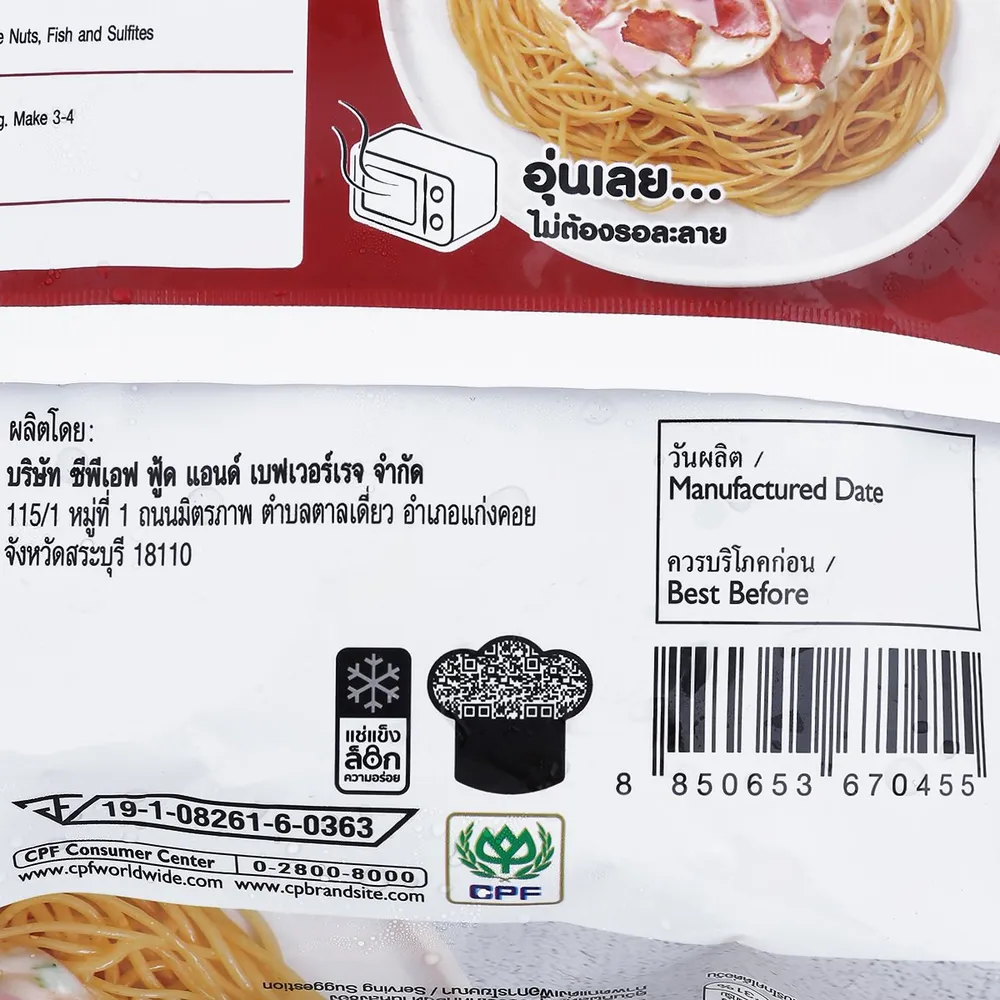 Nuts, Fish and Sulfites
Make 3-4
อุ่นเลย...
ไม่ต้องรอละลาย
ผลิตโดย:
บริษัท ซีพีเอฟ ฟู้ด แอนด์ เบฟเวอร์เรจ จำกัด
115/1 หมู่ที่ 1 ถนนมิตรภาพ ตำบลตาลเดี่ยว อำเภอแก่งคอย
จังหวัดสระบุรี 18110
วันผลิต /
Manufactured Date
ควรบริโภคก่อน /
Best Before
แช่แข็ง
ล็อก
ความอร่อย
8 850653 670455
19-1-08261-6-0363
CPF Consumer Center 0-2800-8000
www.cpfworldwide.com www.cpbrandsite.com
CPF
/ Serving Suggestion